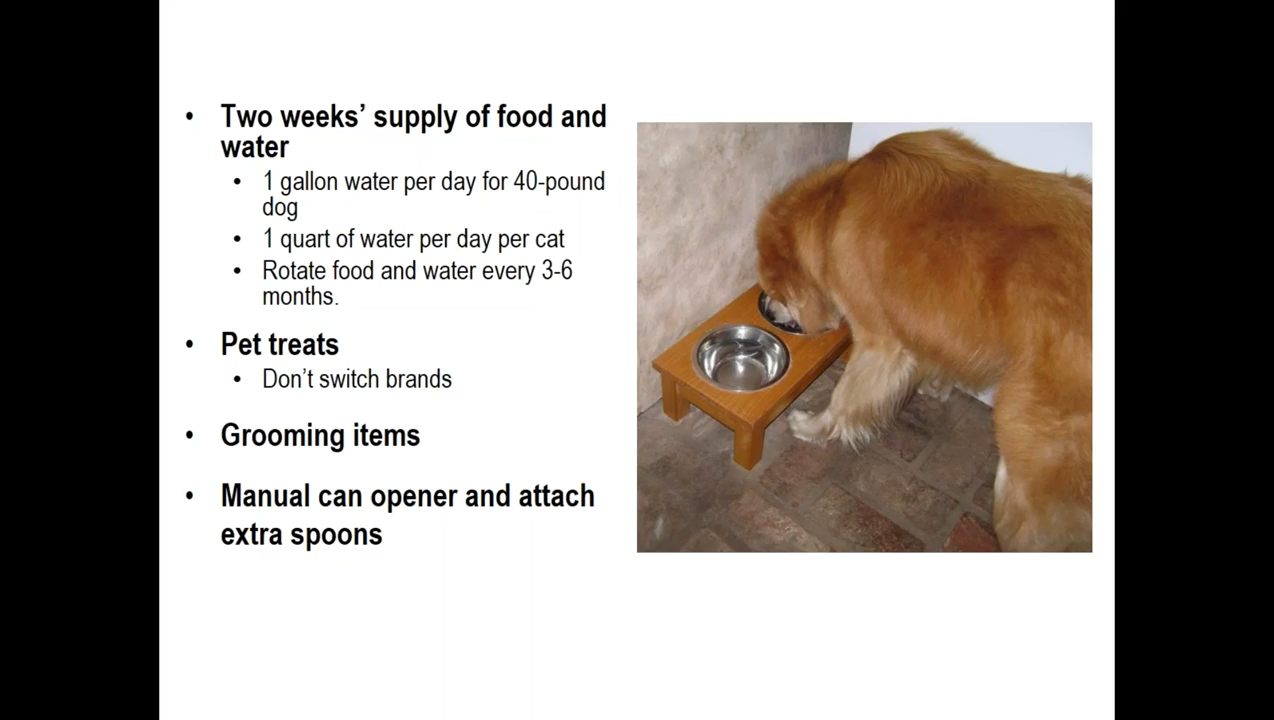 • Two weeks’ supply of food and
water
• 1 gallon water per day for 40-pound
dog
• 1 quart of water per day per cat
• Rotate food and water every 3-6
months.
• Pet treats
• Don’t switch brands
• Grooming items
• Manual can opener and attach
extra spoons